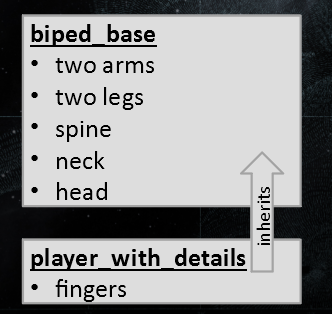 biped_base
• two arms
• two legs
• spine
• neck
• head
inherits
player_with_details
• fingers